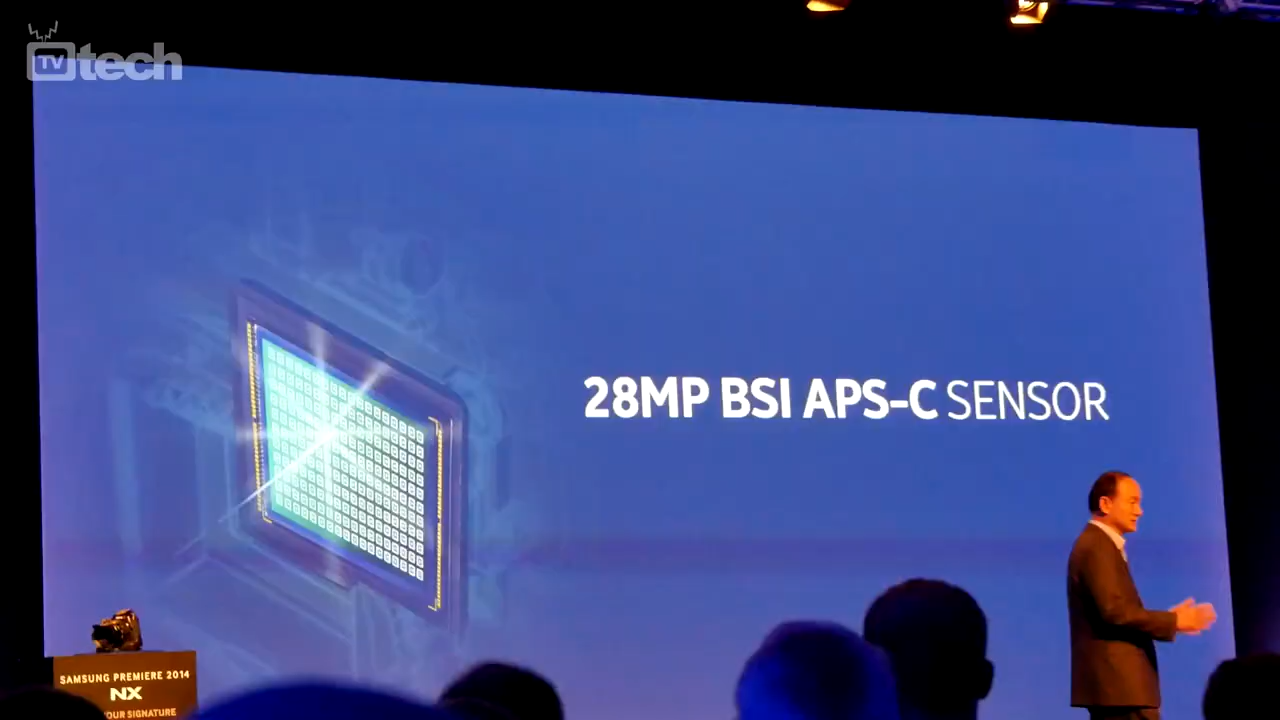 TV tech
28MP BSI APS-C SENSOR
SAMSUNG PREMIERE 2014
NX
OUR SIGNATURE